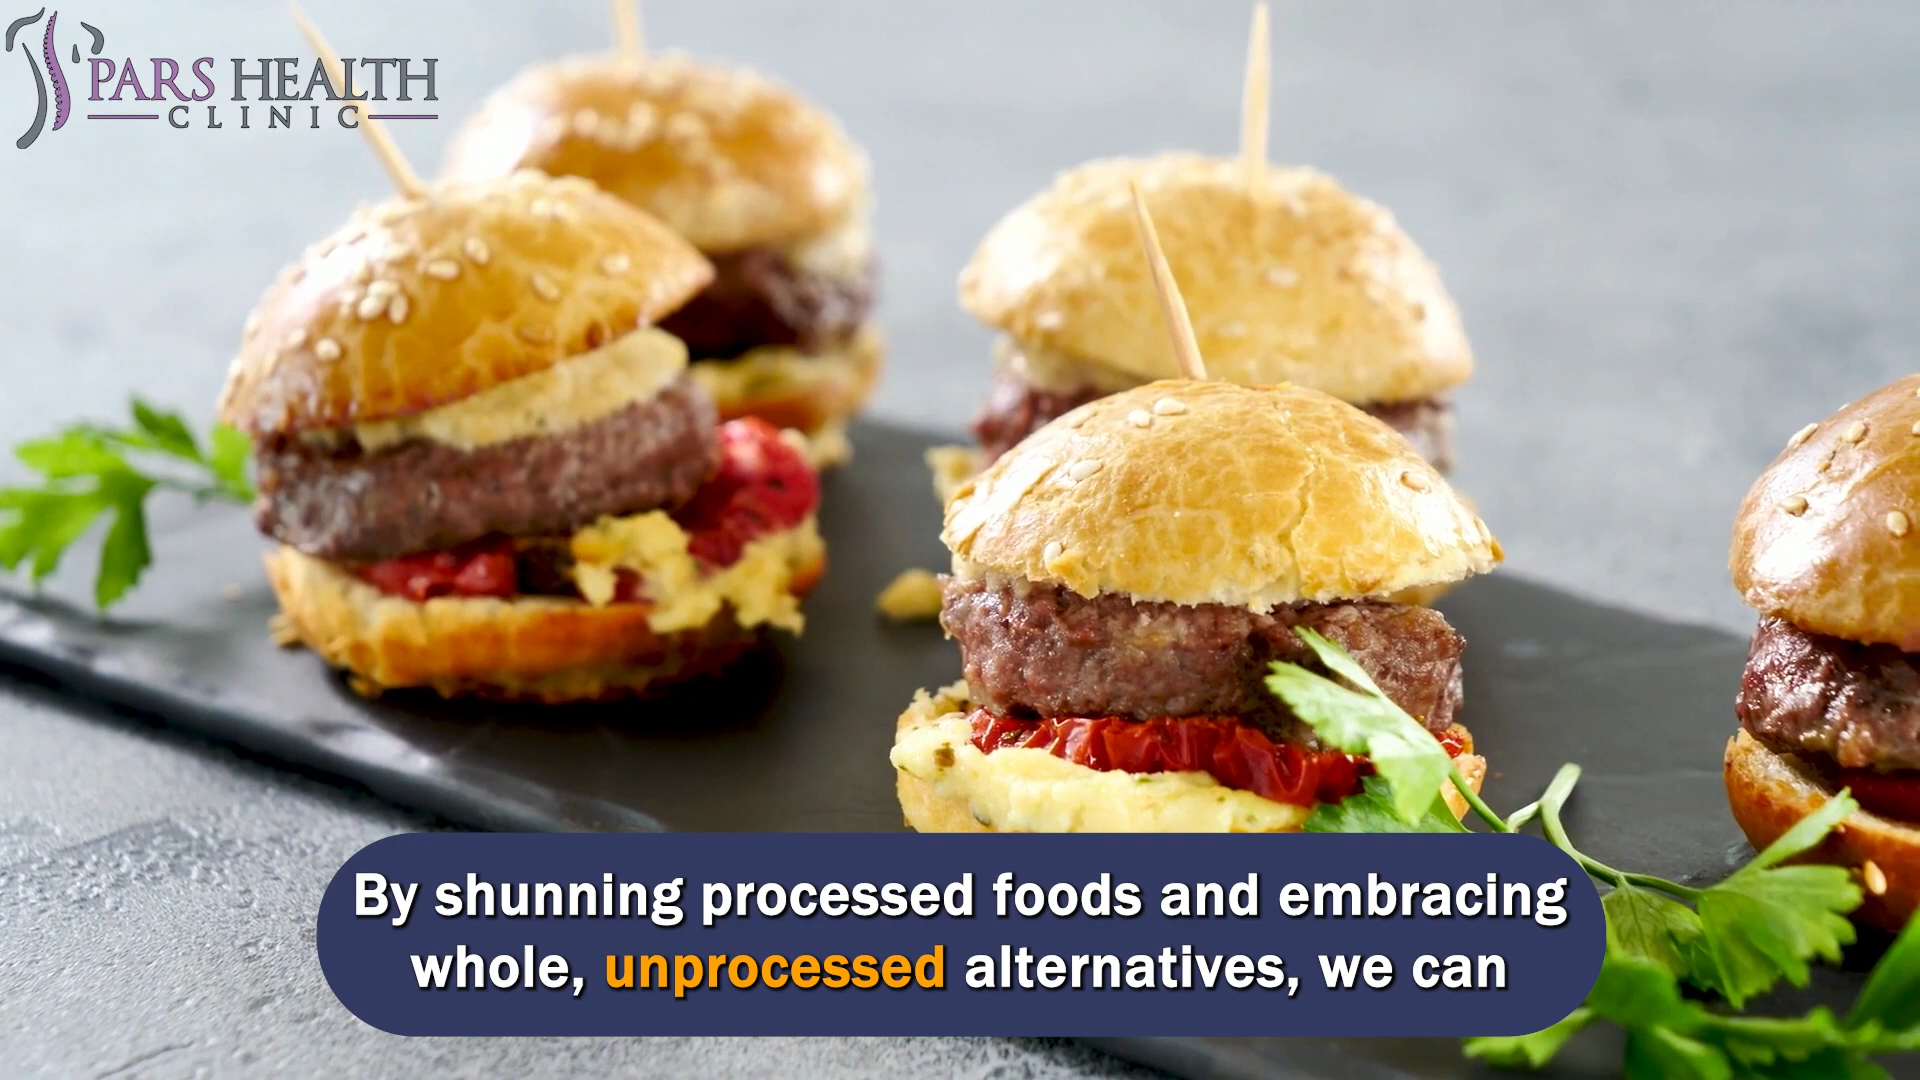 PARS HEALTH
CLINIC
By shunning processed foods and embracing
whole, unprocessed alternatives, we can